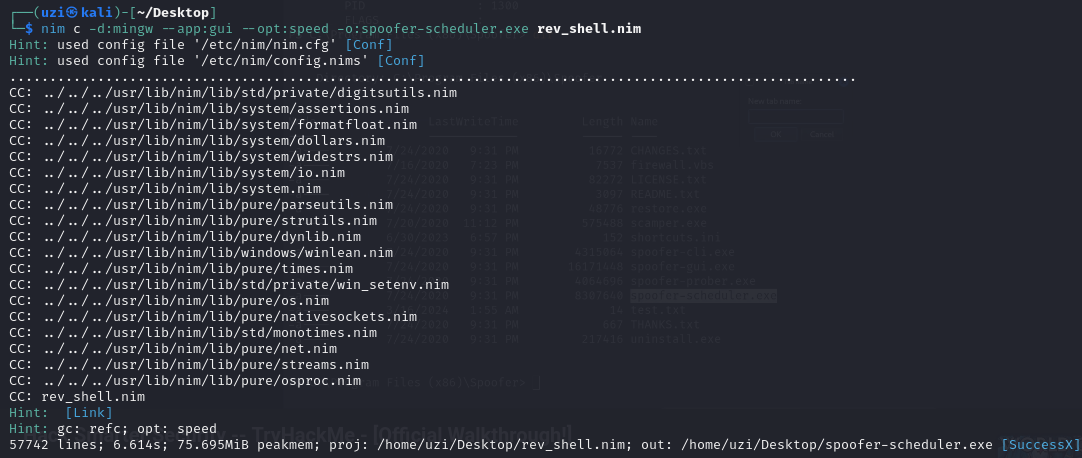 ┌──(uzi㉿kali)-[~/Desktop]
└─$ nim c -d:mingw --app:gui --opt:speed -o:spoofer-scheduler.exe rev_shell.nim
Hint: used config file '/etc/nim/nim.cfg' [Conf]
Hint: used config file '/etc/nim/config.nims' [Conf]
..........................................................................................................
CC: ../../../usr/lib/nim/lib/std/private/digitsutils.nim
CC: ../../../usr/lib/nim/lib/system/assertions.nim
CC: ../../../usr/lib/nim/lib/system/formatfloat.nim
CC: ../../../usr/lib/nim/lib/system/dollars.nim
CC: ../../../usr/lib/nim/lib/system/widestrs.nim
CC: ../../../usr/lib/nim/lib/system/io.nim
CC: ../../../usr/lib/nim/lib/system.nim
CC: ../../../usr/lib/nim/lib/pure/parseutils.nim
CC: ../../../usr/lib/nim/lib/pure/strutils.nim
CC: ../../../usr/lib/nim/lib/pure/dynlib.nim
CC: ../../../usr/lib/nim/lib/windows/winlean.nim
CC: ../../../usr/lib/nim/lib/pure/times.nim
CC: ../../../usr/lib/nim/lib/std/private/win_setenv.nim
CC: ../../../usr/lib/nim/lib/pure/os.nim
CC: ../../../usr/lib/nim/lib/pure/nativesockets.nim
CC: ../../../usr/lib/nim/lib/std/monotimes.nim
CC: ../../../usr/lib/nim/lib/pure/net.nim
CC: ../../../usr/lib/nim/lib/pure/streams.nim
CC: ../../../usr/lib/nim/lib/pure/osproc.nim
CC: rev_shell.nim
Hint:  [Link]
Hint: gc: refc; opt: speed
57742 lines; 6.614s; 75.695MiB peakmem; proj: /home/uzi/Desktop/rev_shell.nim; out: /home/uzi/Desktop/spoofer-scheduler.exe [SuccessX]